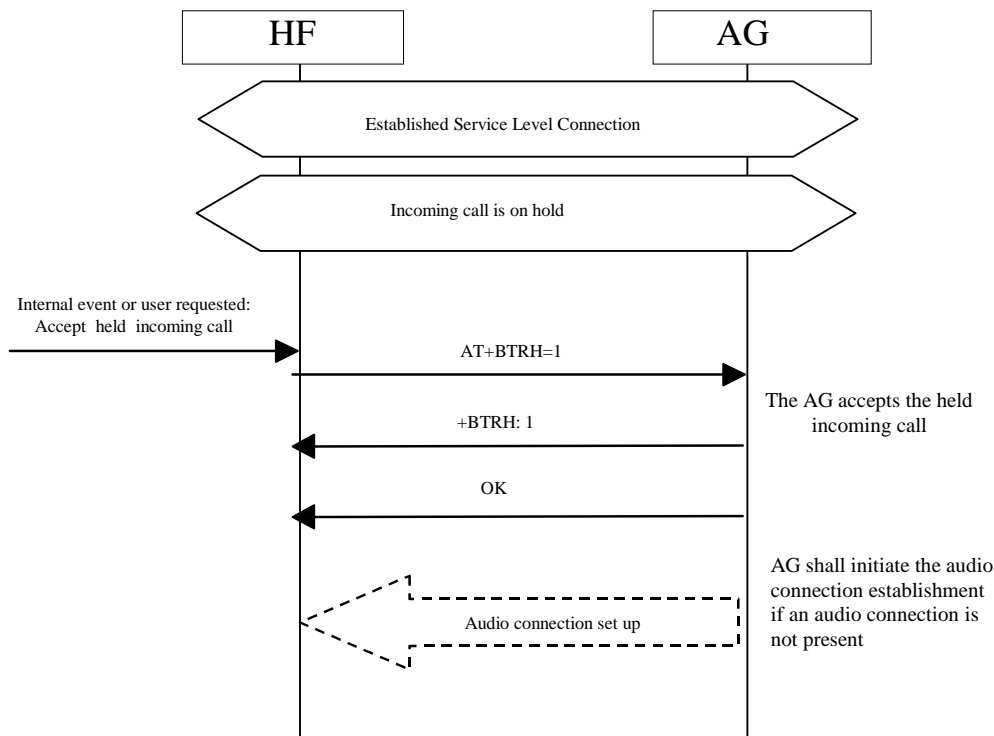 HF
AG
Established Service Level Connection
Incoming call is on hold
Internal event or user requested:
Accept held incoming call
AT+BTRH=1
The AG accepts the held
incoming call
+BTRH: 1
OK
AG shall initiate the audio
connection establishment
if an audio connection is
not present
Audio connection set up